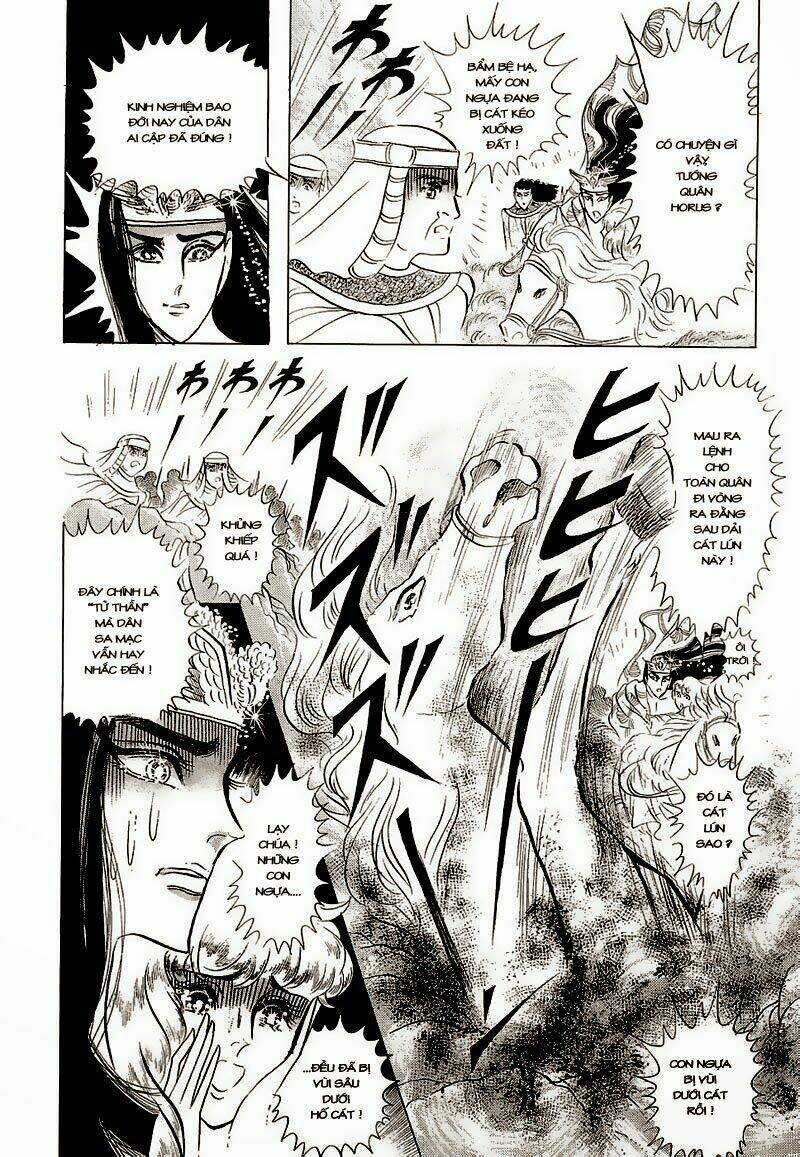 CÓ CHUYỆN GÌ
VẬY
TƯỚNG
QUÂN
HORUS ?
BẨM BỆ HẠ,
MẤY CON
NGỰA ĐANG
BỊ CÁT KÉO
XUỐNG
ĐẤT !
わわ
KINH NGHIỆM BAO
ĐỜI NAY CỦA DÂN
AI CẬP ĐÃ ĐÚNG !
MAU RA
LỆNH
CHO
TOÁN QUÂN
ĐI VÒNG
RA ĐẰNG
SAU DẢI
CÁT LÚN
NÀY !
ÔI
TRỜI !
ĐÓ LÀ
CÁT
LÚN
SAO ?
ヒヒヒーン
ズズズズ
わわわ
KHỦNG
KHIẾP
QUÁ !
ĐÂY CHÍNH LÀ
“TỬ THẦN”
MÀ DÂN
SA MẠC
VẪN HAY
NHẮC ĐẾN !
LẠY
CHÚA !
NHỮNG
CON
NGỰA....
...ĐỀU ĐÃ BỊ
VÙI SÂU
DƯỚI
HỐ CÁT !
CON NGỰA
BỊ VÙI
DƯỚI CÁT
RỒI !